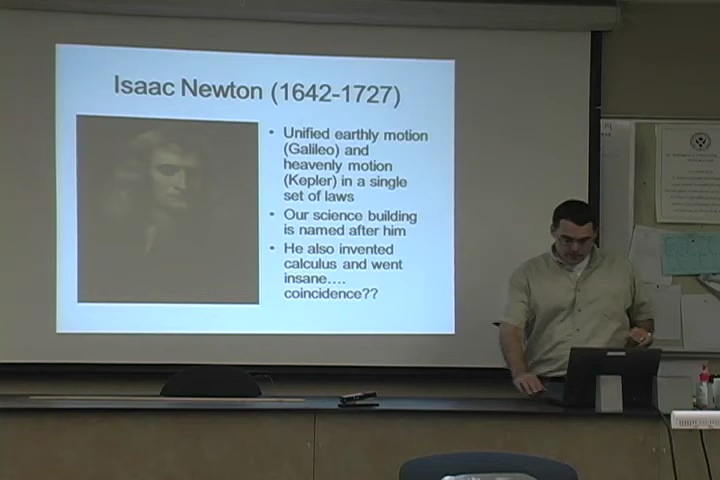 Isaac Newton (1642-1727)
• Unified earthly motion
(Galileo) and
heavenly motion
(Kepler) in a single
set of laws
• Our science building
is named after him
• He also invented
calculus and went
insane....
coincidence??